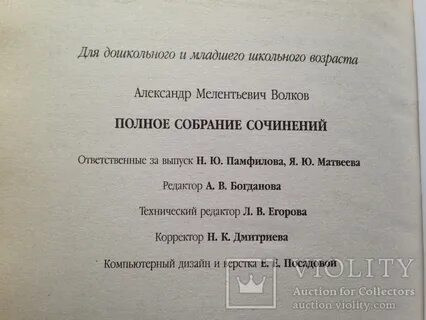 Для дошкольного и младшего школьного возраста
Александр Мелентьевич Волков
ПОЛНОЕ СОБРАНИЕ СОЧИНЕНИЙ
Ответственные за выпуск Н. Ю. Памфилова, Я. Ю. Матвеева
Редактор А. В. Богданова
Технический редактор Л. В. Егорова
Корректор Н. К. Дмитриева
Компьютерный дизайн и верстка Е. Е. Посадовой
VIOLITY
Auction for Collectors
auction.violity.com